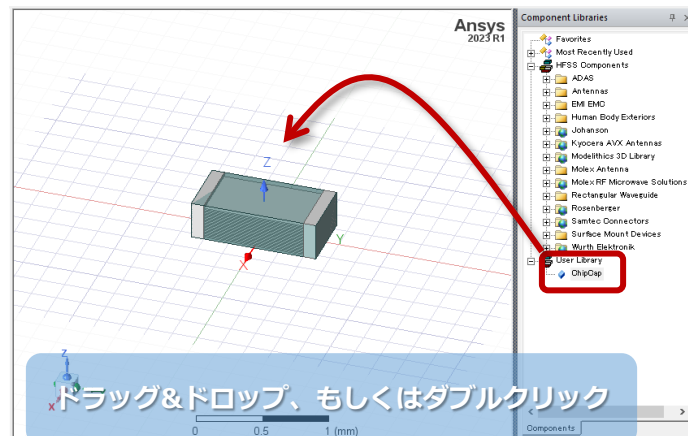 Ansys
2023 R1
Z
Y
X
Z
X
ドラッグ&ドロップ、もしくはダブルクリック
0 0.5 1 (mm)
Component Libraries
Favorites
Most Recently Used
HFSS Components
ADAS
Antennas
EMI EMC
Human Body Exteriors
Johanson
Kyocera AVX Antennas
Modelithics 3D Library
Molex Antenna
Molex RF Microwave Solutions
Rectangular Waveguide
Rosenberger
Samtec Connectors
Surface Mount Devices
Wurth Elektronik
User Library
ChipCap
Components